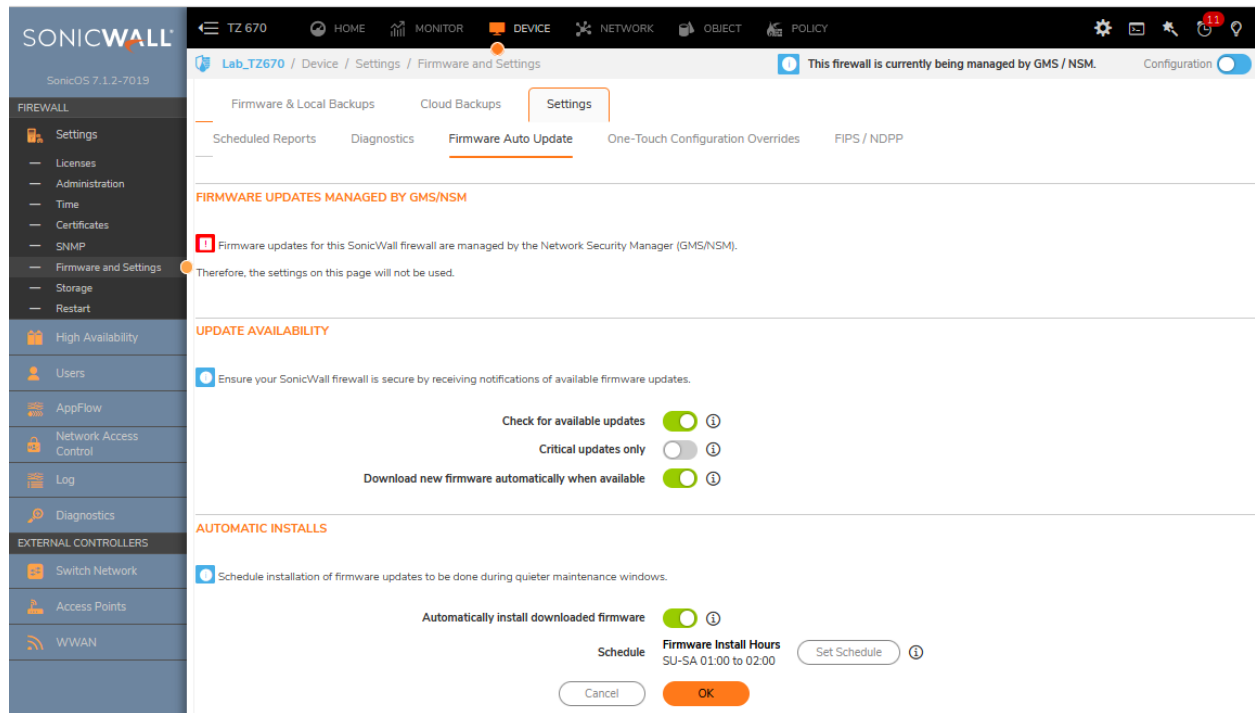 SONICWALL
TZ 670
HOME
MONITOR
DEVICE
NETWORK
OBJECT
POLICY
11
SonicOS 7.1.2-7019
Lab_TZ670 / Device / Settings / Firmware and Settings
This firewall is currently being managed by GMS / NSM.
Configuration
FIREWALL
Settings
Licenses
Administration
Time
Certificates
SNMP
Firmware and Settings
Storage
Restart
High Availability
Users
AppFlow
Network Access
Control
Log
Diagnostics
EXTERNAL CONTROLLERS
Switch Network
Access Points
WWAN
Firmware & Local Backups
Cloud Backups
Settings
Scheduled Reports
Diagnostics
Firmware Auto Update
One-Touch Configuration Overrides
FIPS / NDPP
FIRMWARE UPDATES MANAGED BY GMS/NSM
Firmware updates for this SonicWall firewall are managed by the Network Security Manager (GMS/NSM).
Therefore, the settings on this page will not be used.
UPDATE AVAILABILITY
Ensure your SonicWall firewall is secure by receiving notifications of available firmware updates.
Check for available updates
Critical updates only
Download new firmware automatically when available
AUTOMATIC INSTALLS
Schedule installation of firmware updates to be done during quieter maintenance windows.
Automatically install downloaded firmware
Schedule
Firmware Install Hours
SU-SA 01:00 to 02:00
Set Schedule
Cancel
OK